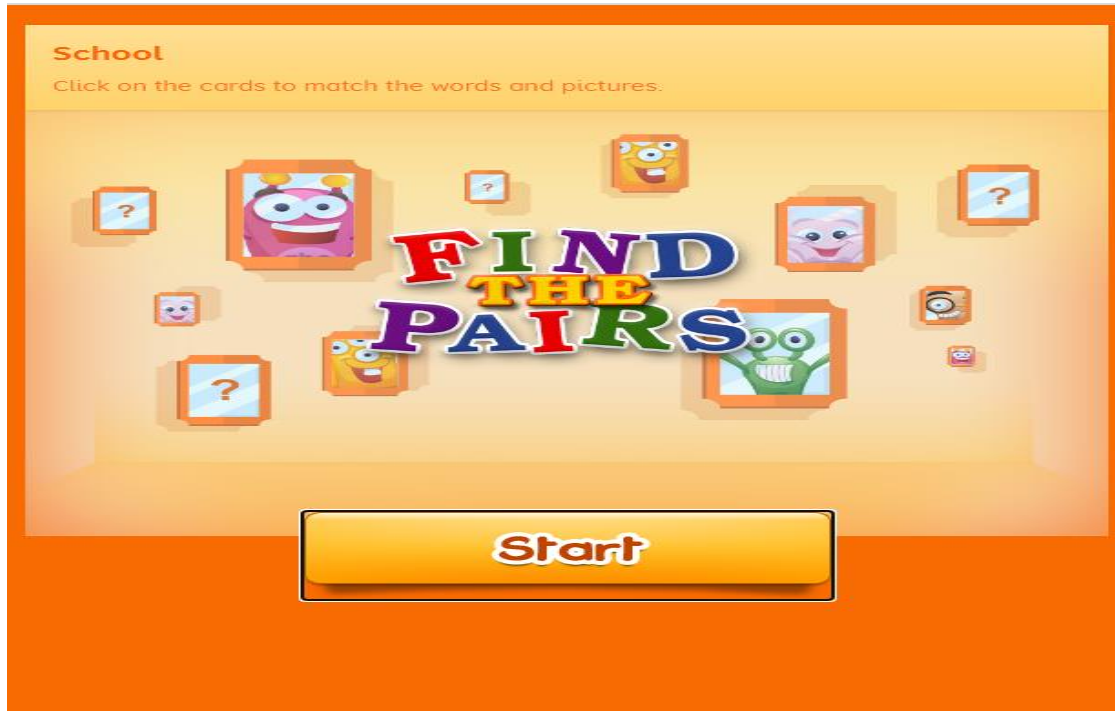 School
Click on the cards to match the words and pictures.
?
?
?
FIND
THE
PAIRS
?
Start